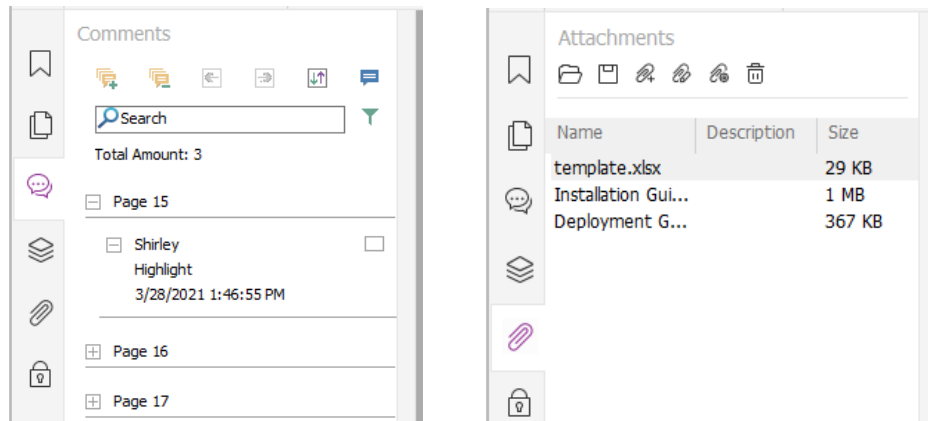 Comments
Search
Total Amount: 3
Page 15
Shirley
Highlight
3/28/2021 1:46:55 PM
Page 16
Page 17
Attachments
Name Description Size
template.xlsx 29 KB
Installation Gui... 1 MB
Deployment G... 367 KB